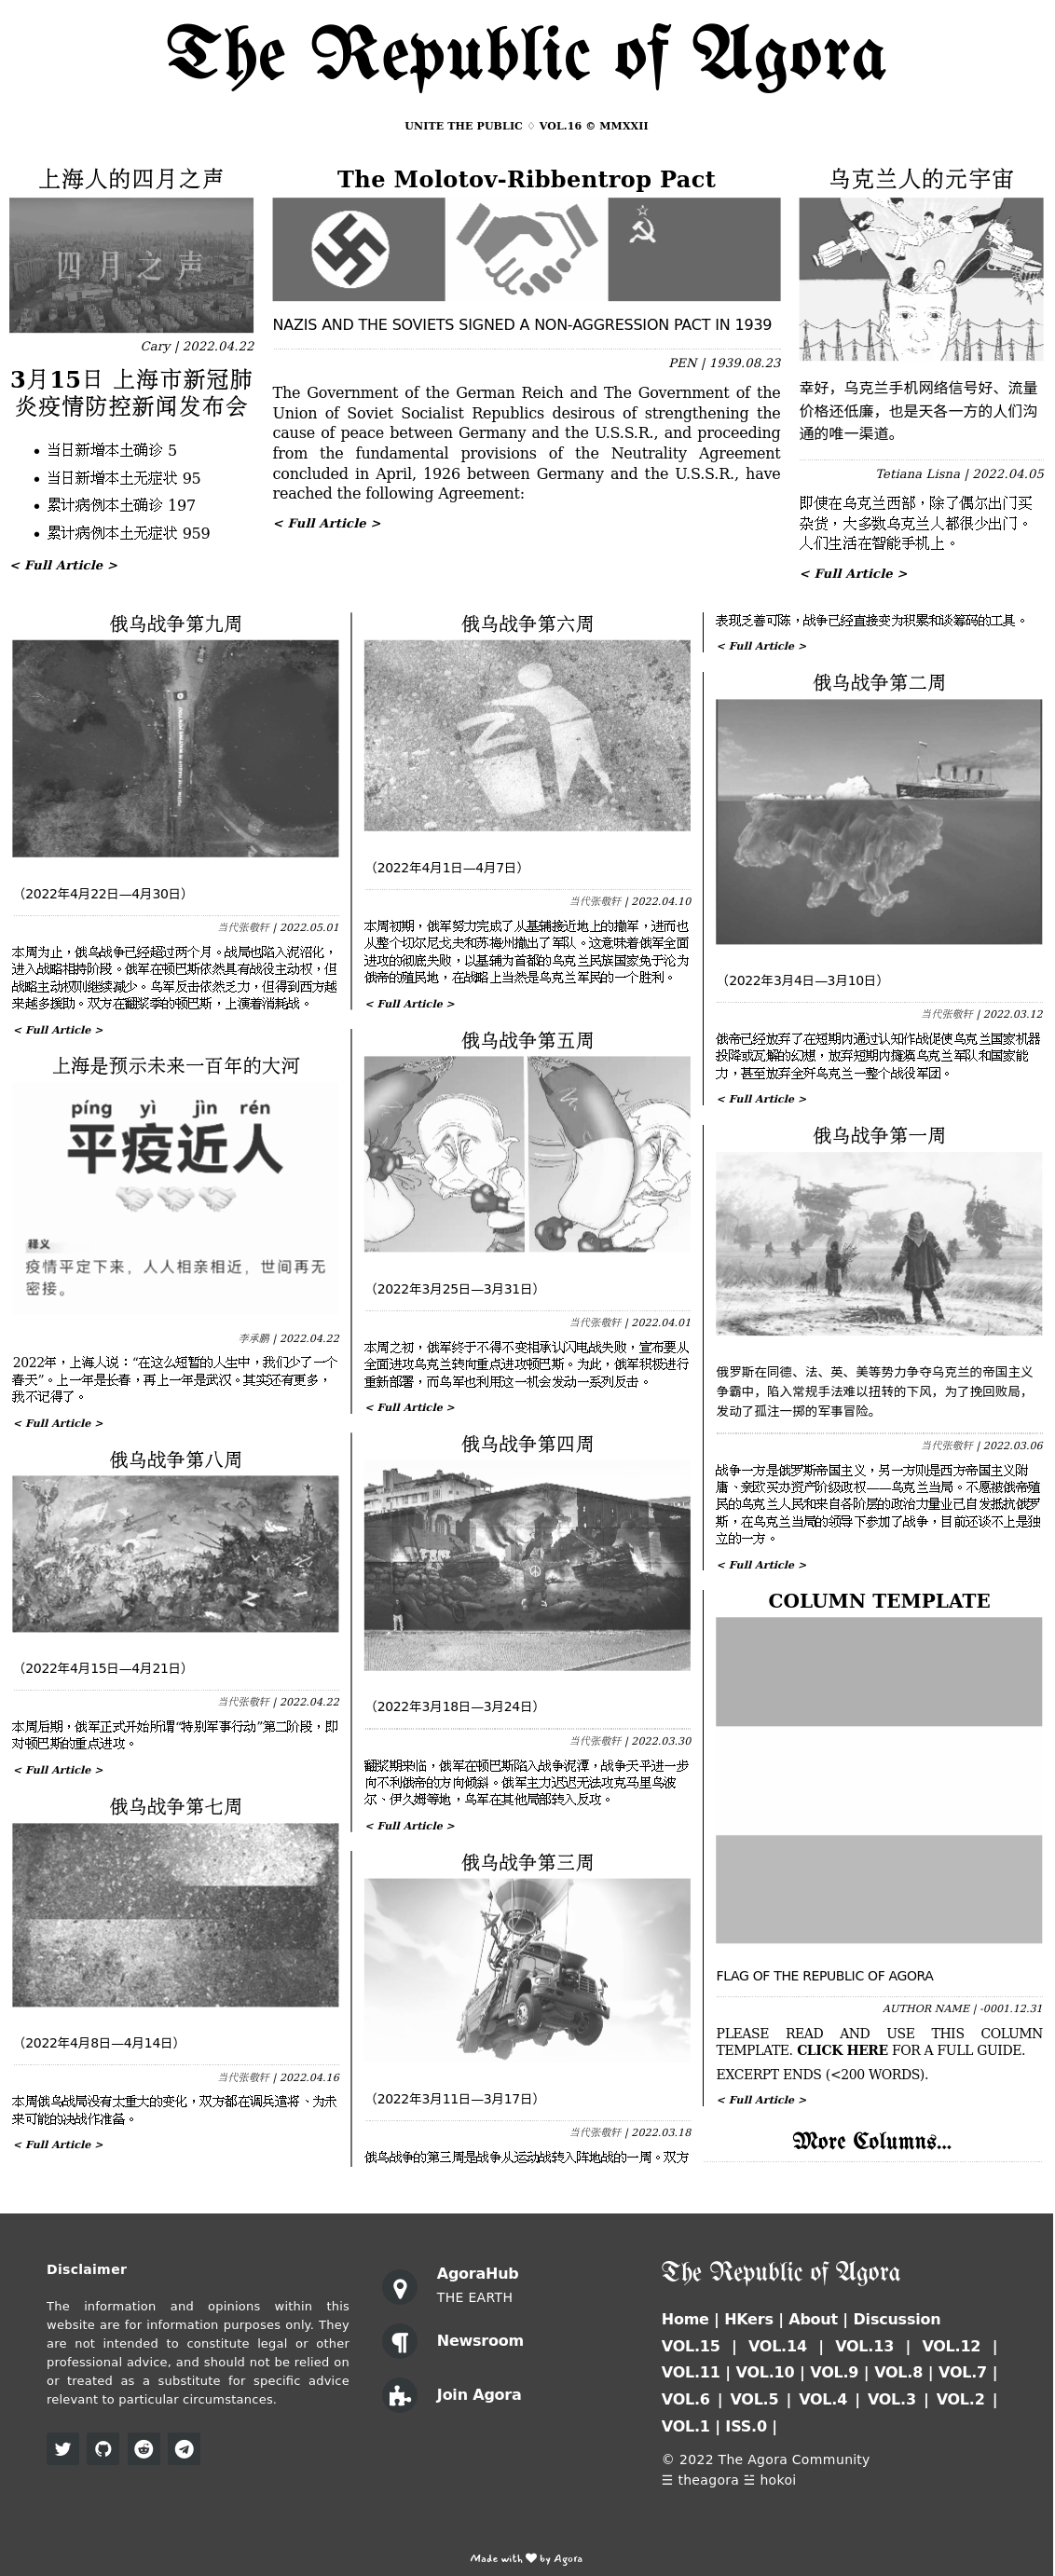 The Republic of Agora
UNITE THE PUBLIC ♢ VOL.16 © MMXXII
上海人的四月之声
四月之声
Cary | 2022.04.22
3月15日 上海市新冠肺
炎疫情防控新闻发布会
• 当日新增本土确诊 5
• 当日新增本土无症状 95
• 累计病例本土确诊 197
• 累计病例本土无症状 959
< Full Article >
The Molotov-Ribbentrop Pact
NAZIS AND THE SOVIETS SIGNED A NON-AGGRESSION PACT IN 1939
PEN | 1939.08.23
The Government of the German Reich and The Government of the
Union of Soviet Socialist Republics desirous of strengthening the
cause of peace between Germany and the U.S.S.R., and proceeding
from the fundamental provisions of the Neutrality Agreement
concluded in April, 1926 between Germany and the U.S.S.R., have
reached the following Agreement:
< Full Article >
乌克兰人的元宇宙
幸好，乌克兰手机网络信号好、流量
价格还低廉，也是天各一方的人们沟
通的唯一渠道。
Tetiana Lisna | 2022.04.05
即使在乌克兰西部，除了偶尔出门买
杂货，大多数乌克兰人都很少出门。
人们生活在智能手机上。
< Full Article >
俄乌战争第九周
（2022年4月22日—4月30日）
当代张敬轩 | 2022.05.01
本周为止，俄乌战争已经超过两个月。战局也陷入泥沼化，
进入战略相持阶段。俄军在顿巴斯依然具有战役主动权，但
战略主动权则继续减少。乌军反击依然乏力，但得到西方越
来越多援助。双方在翻浆季的顿巴斯，上演着消耗战。
< Full Article >
上海是预示未来一百年的大河
píng yì jìn rén
平疫近人
释义
疫情平定下来，人人相亲相近，世间再无
密接。
李承鹏 | 2022.04.22
2022年，上海人说：“在这么短暂的人生中，我们少了一个
春天”。上一年是长春，再上一年是武汉。其实还有更多，
我不记得了。
< Full Article >
俄乌战争第八周
（2022年4月15日—4月21日）
当代张敬轩 | 2022.04.22
本周后期，俄军正式开始所谓“特别军事行动”第二阶段，即
对顿巴斯的重点进攻。
< Full Article >
俄乌战争第七周
（2022年4月8日—4月14日）
当代张敬轩 | 2022.04.16
本周俄乌战局没有太重大的变化，双方都在调兵遣将、为未
来可能的决战作准备。
< Full Article >
俄乌战争第六周
（2022年4月1日—4月7日）
当代张敬轩 | 2022.04.10
本周初期，俄军努力完成了从基辅接近地上的撤军，进而也
从整个切尔尼戈夫和苏梅州撤出了军队。这意味着俄军全面
进攻的彻底失败，以基辅为首都的乌克兰民族国家免于沦为
俄帝的殖民地，在战略上当然是乌克兰军民的一个胜利。
< Full Article >
俄乌战争第五周
（2022年3月25日—3月31日）
当代张敬轩 | 2022.04.01
本周之初，俄军终于不得不变相承认闪电战失败，宣布要从
全面进攻乌克兰转向重点进攻顿巴斯。为此，俄军积极进行
重新部署，而乌军也利用这一机会发动一系列反击。
< Full Article >
俄乌战争第四周
（2022年3月18日—3月24日）
当代张敬轩 | 2022.03.30
翻浆期来临，俄军在顿巴斯陷入战争泥潭，战争天平进一步
向不利俄帝的方向倾斜。俄军主力迟迟无法攻克马里乌波
尔、伊久姆等地，乌军在其他局部转入反攻。
< Full Article >
俄乌战争第三周
（2022年3月11日—3月17日）
当代张敬轩 | 2022.03.18
俄乌战争的第三周是战争从运动战转入阵地战的一周。双方
表现乏善可陈，战争已经直接变为积累和谈筹码的工具。
< Full Article >
俄乌战争第二周
（2022年3月4日—3月10日）
当代张敬轩 | 2022.03.12
俄帝已经放弃了在短期内通过认知作战促使乌克兰国家机器
投降或瓦解的幻想，放弃短期内瘫痪乌克兰军队和国家能
力，甚至放弃全歼乌克兰一整个战役军团。
< Full Article >
俄乌战争第一周
俄罗斯在同德、法、英、美等势力争夺乌克兰的帝国主义
争霸中，陷入常规手法难以扭转的下风，为了挽回败局，
发动了孤注一掷的军事冒险。
当代张敬轩 | 2022.03.06
战争一方是俄罗斯帝国主义，另一方则是西方帝国主义附
庸、亲欧买办资产阶级政权——乌克兰当局。不愿被俄帝殖
民的乌克兰人民和来自各阶层的政治力量业已自发抵抗俄罗
斯，在乌克兰当局的领导下参加了战争，目前还谈不上是独
立的一方。
< Full Article >
COLUMN TEMPLATE
FLAG OF THE REPUBLIC OF AGORA
AUTHOR NAME | -0001.12.31
PLEASE READ AND USE THIS COLUMN
TEMPLATE. CLICK HERE FOR A FULL GUIDE.
EXCERPT ENDS (<200 WORDS).
< Full Article >
More Columns...
Disclaimer
The information and opinions within this
website are for information purposes only. They
are not intended to constitute legal or other
professional advice, and should not be relied on
or treated as a substitute for specific advice
relevant to particular circumstances.
AgoraHub
THE EARTH
Newsroom
Join Agora
The Republic of Agora
Home | HKers | About | Discussion
VOL.15 | VOL.14 | VOL.13 | VOL.12 |
VOL.11 | VOL.10 | VOL.9 | VOL.8 | VOL.7 |
VOL.6 | VOL.5 | VOL.4 | VOL.3 | VOL.2 |
VOL.1 | ISS.0 |
© 2022 The Agora Community
☰ theagora ☱ hokoi
Made with ♥ by Agora